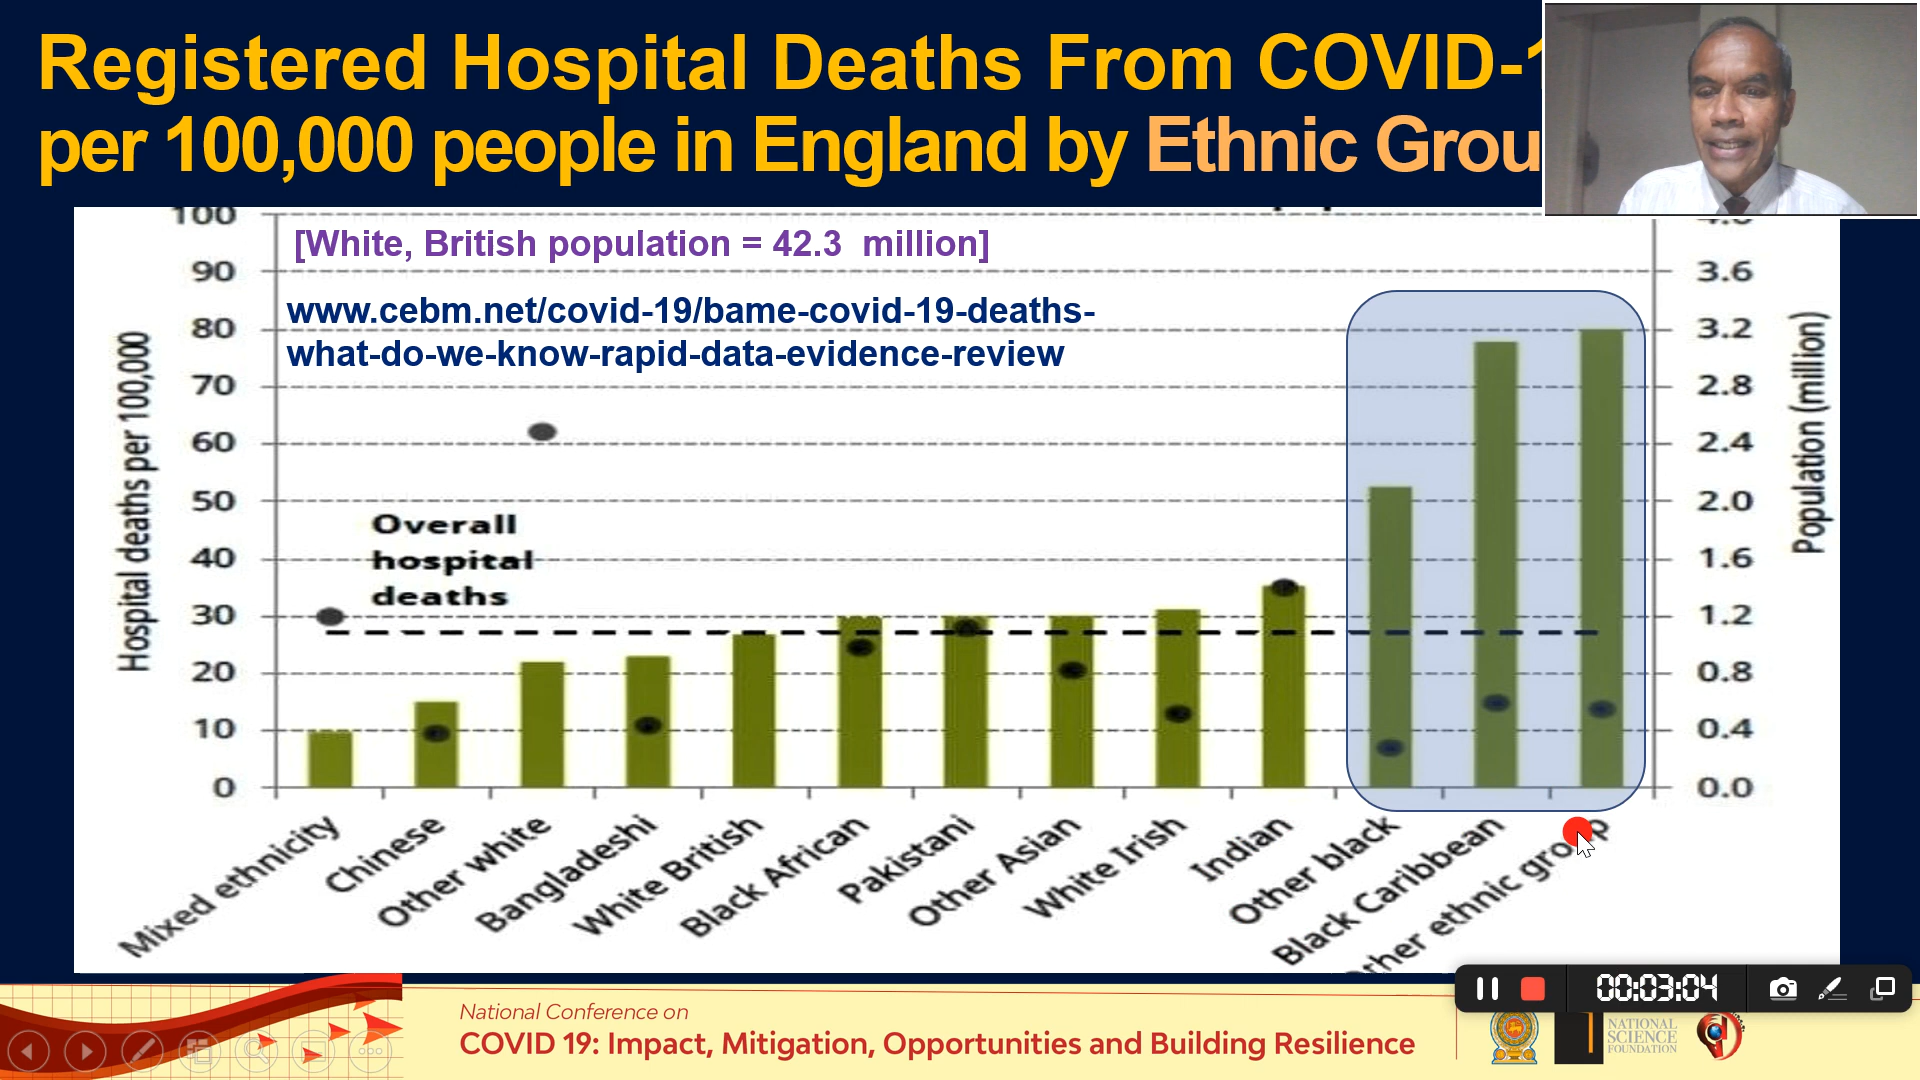 Registered Hospital Deaths From COVID-1
per 100,000 people in England by Ethnic Grou
[White, British population = 42.3 million]
www.cebm.net/covid-19/bame-covid-19-deaths-
what-do-we-know-rapid-data-evidence-review
Hospital deaths per 100,000
100
90
80
70
60
50
40
30
20
10
0
Overall
hospital
deaths
3.6
3.2
2.8
2.4
2.0
1.6
1.2
0.8
0.4
0.0
Population (million)
Mixed ethnicity
Chinese
Other white
Bangladeshi
White British
Black African
Pakistani
Other Asian
White Irish
Indian
Other black
Black Caribbean
Other ethnic group
00:03:04
National Conference on
COVID 19: Impact, Mitigation, Opportunities and Building Resilience
NATIONAL
SCIENCE
FOUNDATION